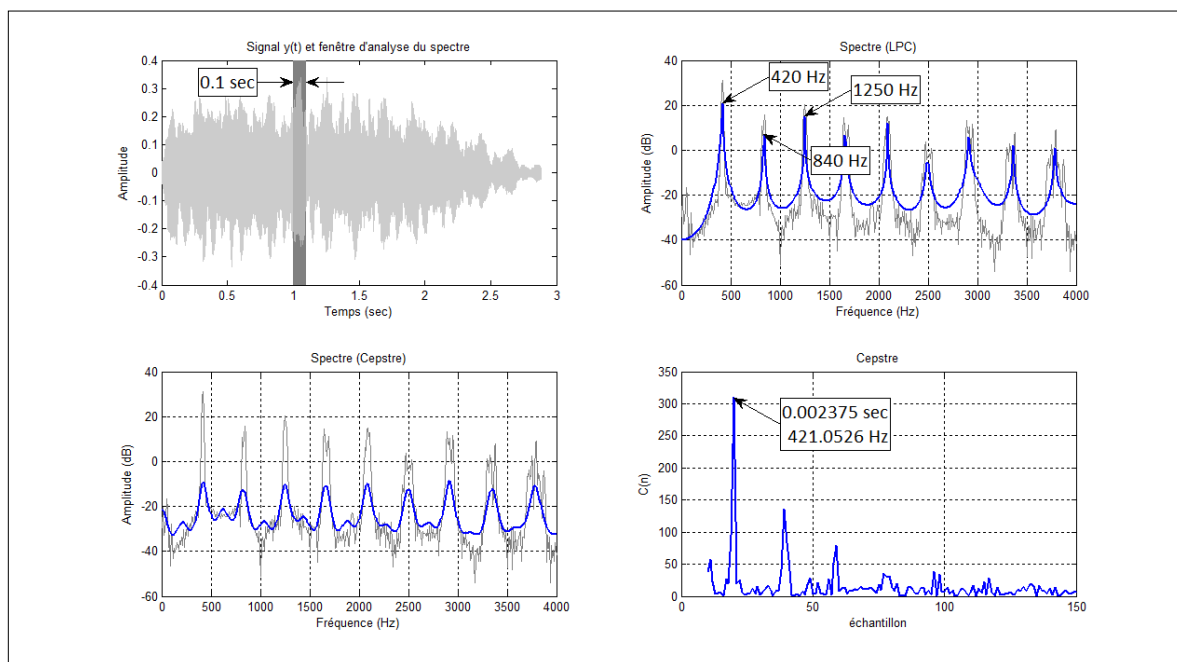 Signal y(t) et fenêtre d'analyse du spectre
0.4
0.3
0.2
0.1
0
-0.1
-0.2
-0.3
-0.4
0.1 sec
Amplitude
0 0.5 1 1.5 2 2.5 3
Temps (sec)
Spectre (LPC)
40
20
0
-20
-40
-60
420 Hz
1250 Hz
840 Hz
Amplitude (dB)
0 500 1000 1500 2000 2500 3000 3500 4000
Fréquence (Hz)
Spectre (Cepstre)
40
20
0
-20
-40
-60
Amplitude (dB)
0 500 1000 1500 2000 2500 3000 3500 4000
Fréquence (Hz)
Cepstre
350
300
250
200
150
100
50
0
0.002375 sec
421.0526 Hz
C(n)
0 50 100 150
échantillon